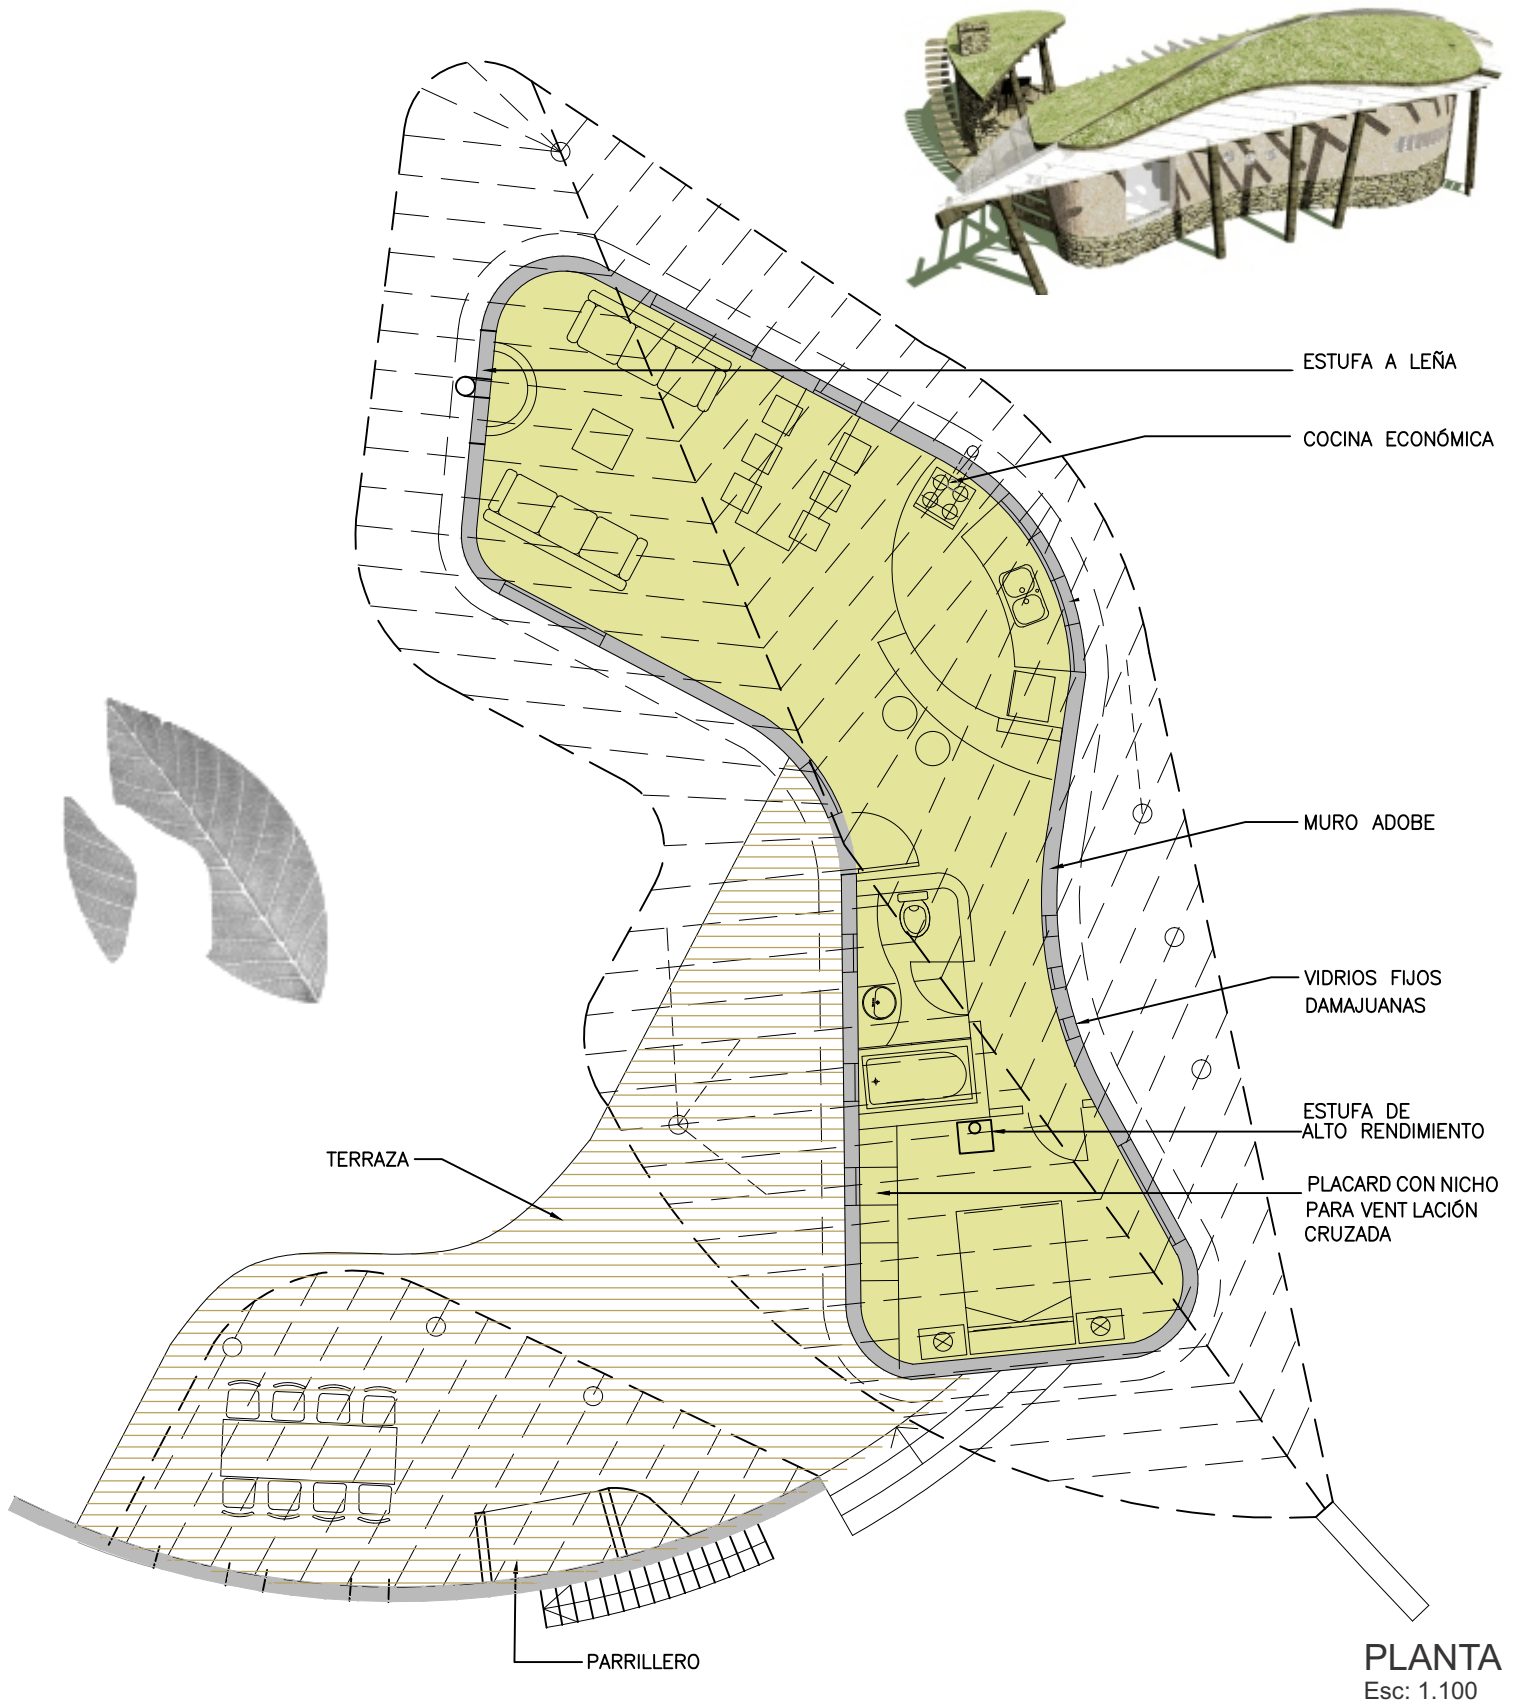 ESTUFA A LEÑA
COCINA ECONÓMICA
MURO ADOBE
VIDRIOS FIJOS
DAMAJUANAS
ESTUFA DE
ALTO RENDIMIENTO
TERRAZA
PLACARD CON NICHO
PARA VENT LACIÓN
CRUZADA
PARRILLERO
PLANTA
Esc: 1.100